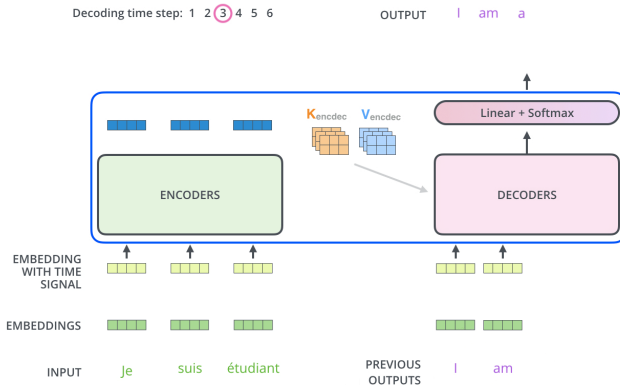 Decoding time step: 1 2 3 4 5 6
OUTPUT I am a
Kencdec Vencdec
Linear + Softmax
ENCODERS
DECODERS
EMBEDDING
WITH TIME
SIGNAL
EMBEDDINGS
INPUT Je suis étudiant
PREVIOUS
OUTPUTS
I am